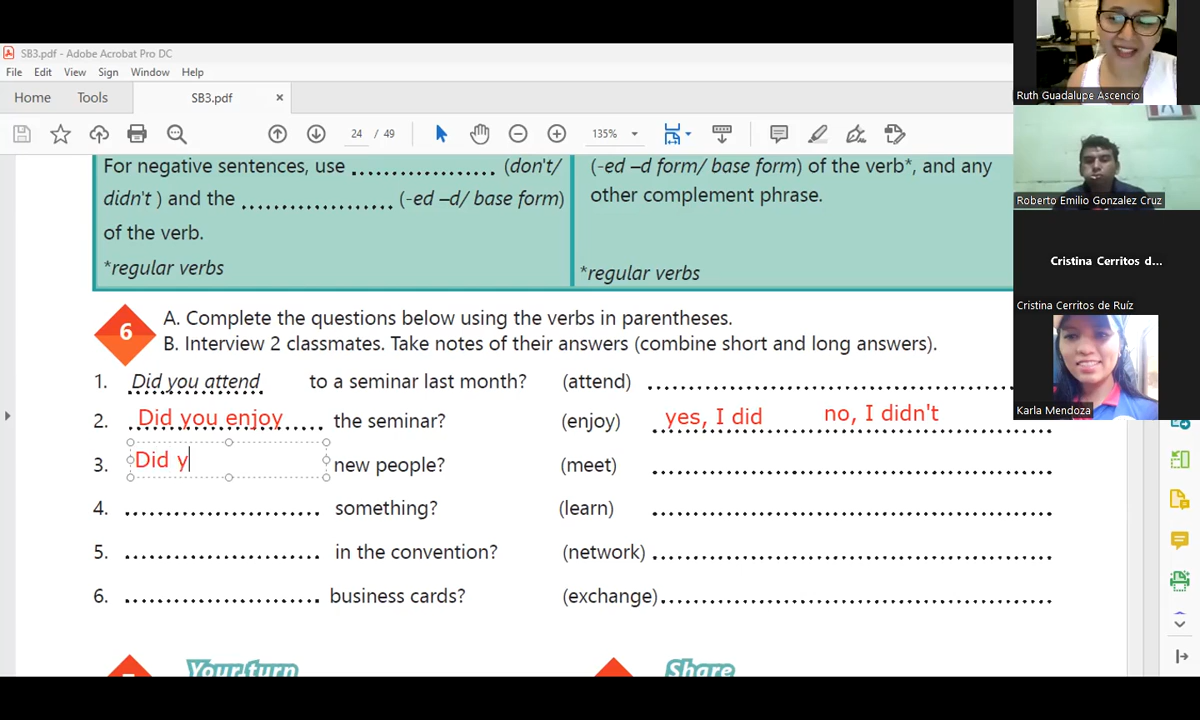 SB3.pdf - Adobe Acrobat Pro DC
File Edit View Sign Window Help
Home Tools SB3.pdf ×
24 / 49 135%
For negative sentences, use .................... (don't/
didn't ) and the .................... (-ed –d/ base form)
of the verb.
*regular verbs
(-ed –d form/ base form) of the verb*, and any
other complement phrase.
*regular verbs
6
A. Complete the questions below using the verbs in parentheses.
B. Interview 2 classmates. Take notes of their answers (combine short and long answers).
1. Did you attend to a seminar last month? (attend) ....................
2. Did you enjoy the seminar? (enjoy) yes, I did no, I didn't
3. Did y new people? (meet) ....................
4. .................... something? (learn) ....................
5. .................... in the convention? (network) ....................
6. .................... business cards? (exchange) ....................
Your turn
Share
Ruth Guadalupe Ascencio
Roberto Emilio Gonzalez Cruz
Cristina Cerritos d...
Cristina Cerritos de Ruíz
Karla Mendoza